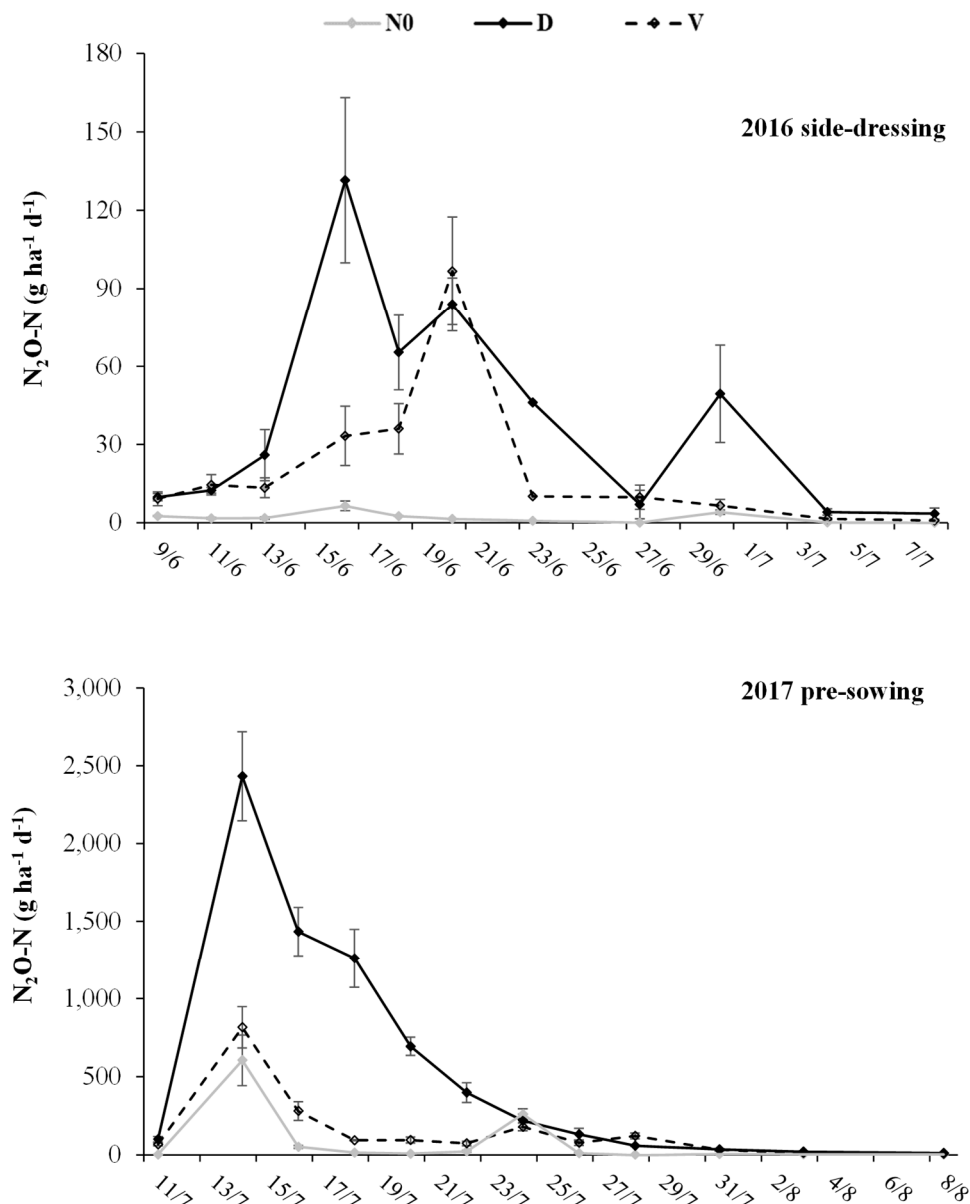 N0 D V
180
150
120
90
60
30
0
N₂O-N (g ha⁻¹ d⁻¹)
2016 side-dressing
9/6 11/6 13/6 15/6 17/6 19/6 21/6 23/6 25/6 27/6 29/6 1/7 3/7 5/7 7/7
3,000
2,500
2,000
1,500
1,000
500
0
N₂O-N (g ha⁻¹ d⁻¹)
2017 pre-sowing
11/7 13/7 15/7 17/7 19/7 21/7 23/7 25/7 27/7 29/7 31/7 2/8 4/8 6/8 8/8